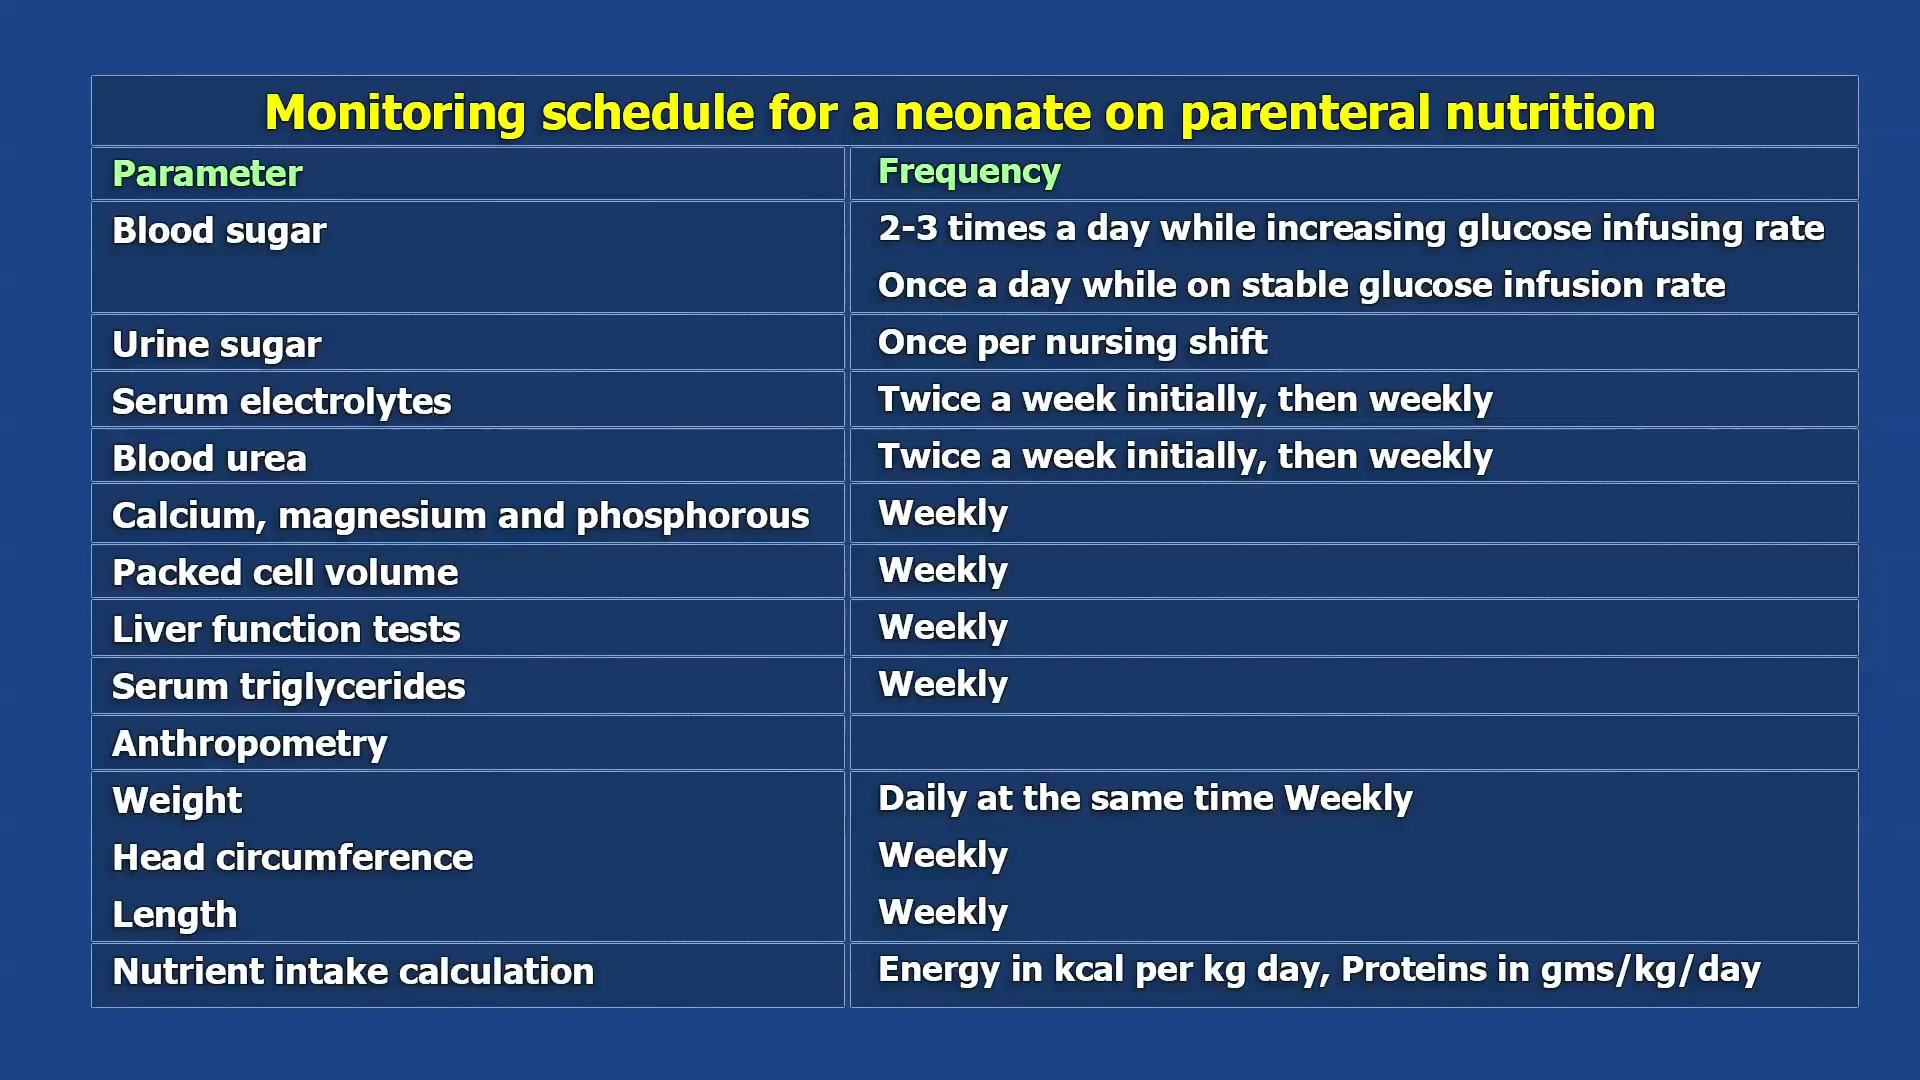 Monitoring schedule for a neonate on parenteral nutrition
Parameter Frequency
Blood sugar 2-3 times a day while increasing glucose infusing rate
Once a day while on stable glucose infusion rate
Urine sugar Once per nursing shift
Serum electrolytes Twice a week initially, then weekly
Blood urea Twice a week initially, then weekly
Calcium, magnesium and phosphorous Weekly
Packed cell volume Weekly
Liver function tests Weekly
Serum triglycerides Weekly
Anthropometry
Weight Daily at the same time Weekly
Head circumference Weekly
Length Weekly
Nutrient intake calculation Energy in kcal per kg day, Proteins in gms/kg/day